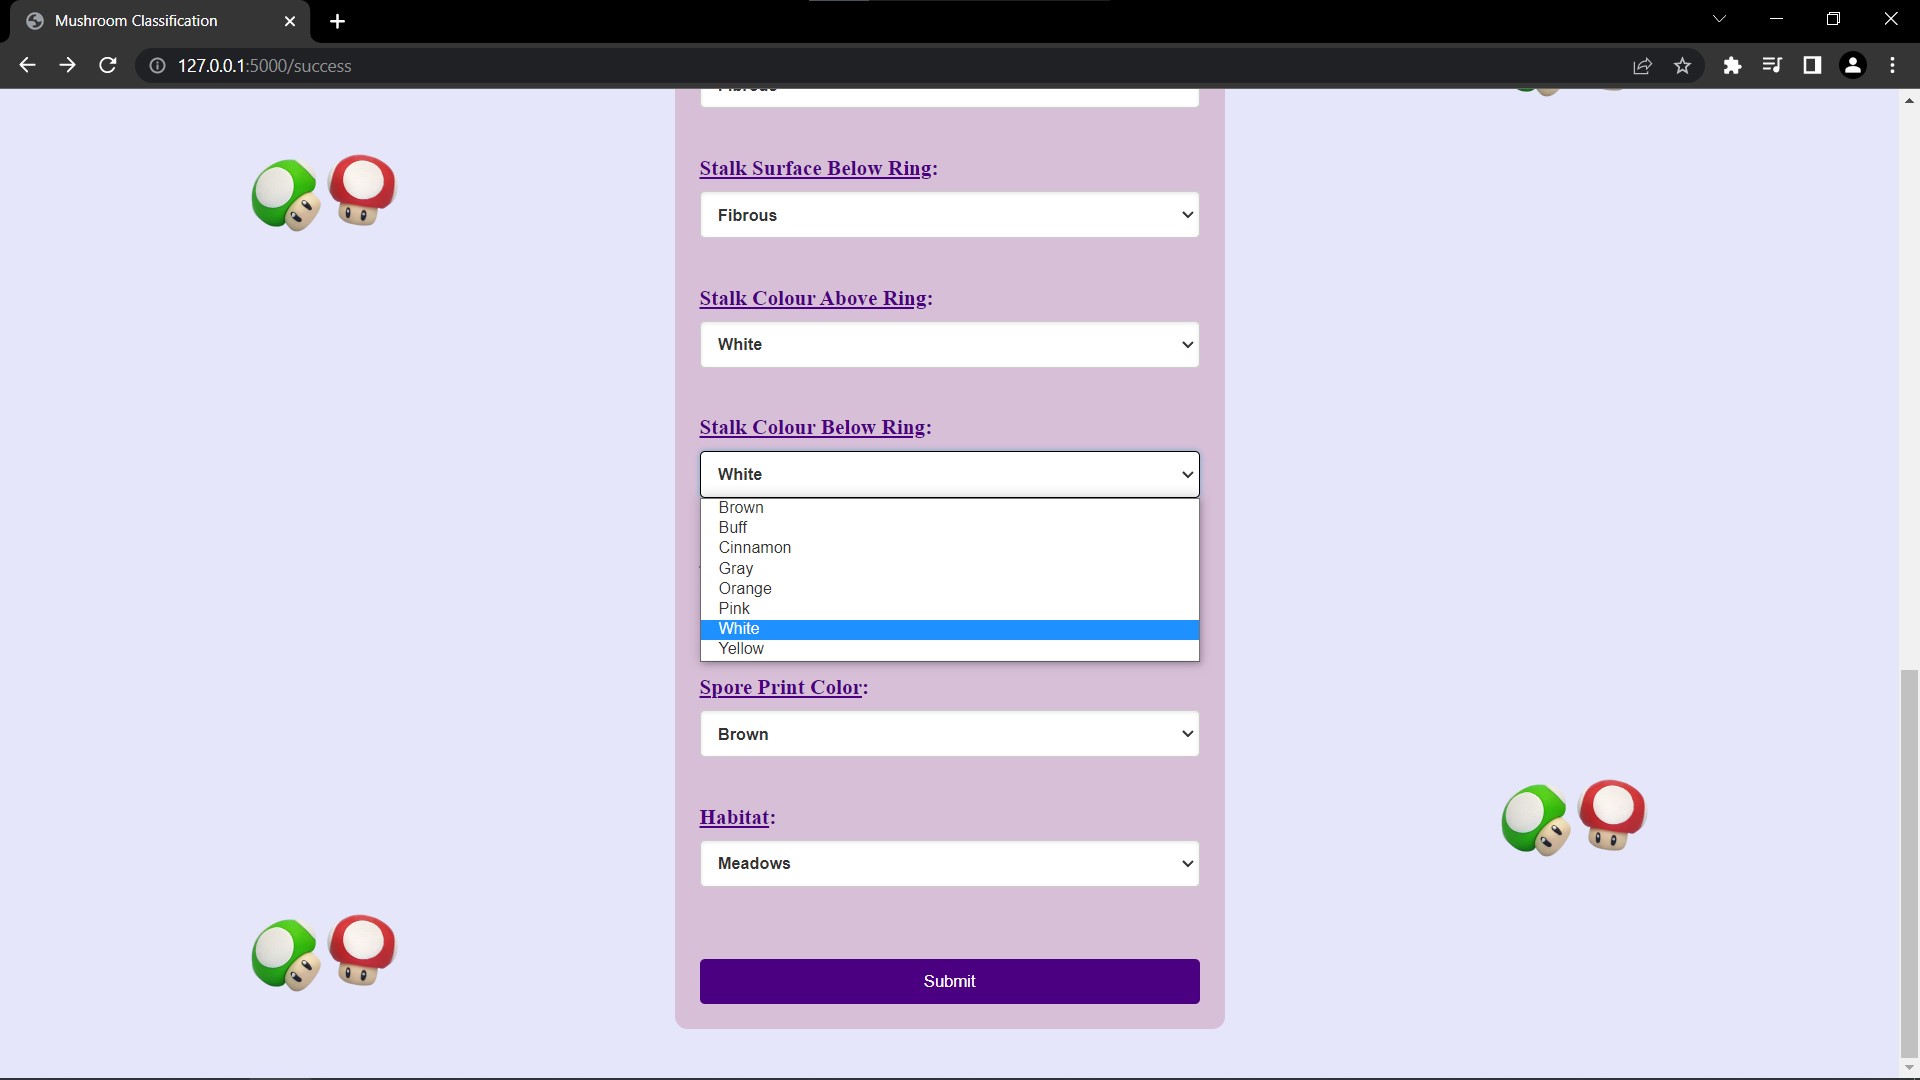 Mushroom Classification
127.0.0.1:5000/success
Stalk Surface Below Ring:
Fibrous
Stalk Colour Above Ring:
White
Stalk Colour Below Ring:
White
Brown
Buff
Cinnamon
Gray
Orange
Pink
White
Yellow
Spore Print Color:
Brown
Habitat:
Meadows
Submit